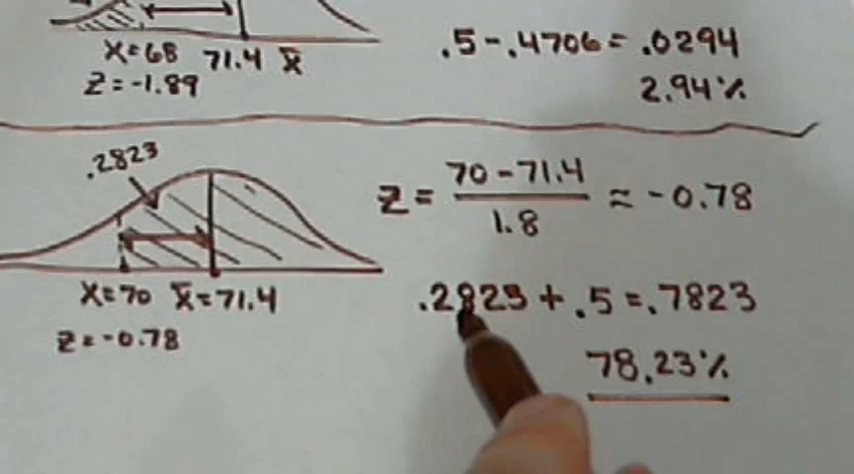 X=68 71.4 X̅
Z=-1.89
.5-.4706=.0294
2.94%
.2823
X=70 X̅=71.4
Z=-0.78
Z = 70-71.4 / 1.8 ≈ -0.78
.2823 + .5 = .7823
78.23%